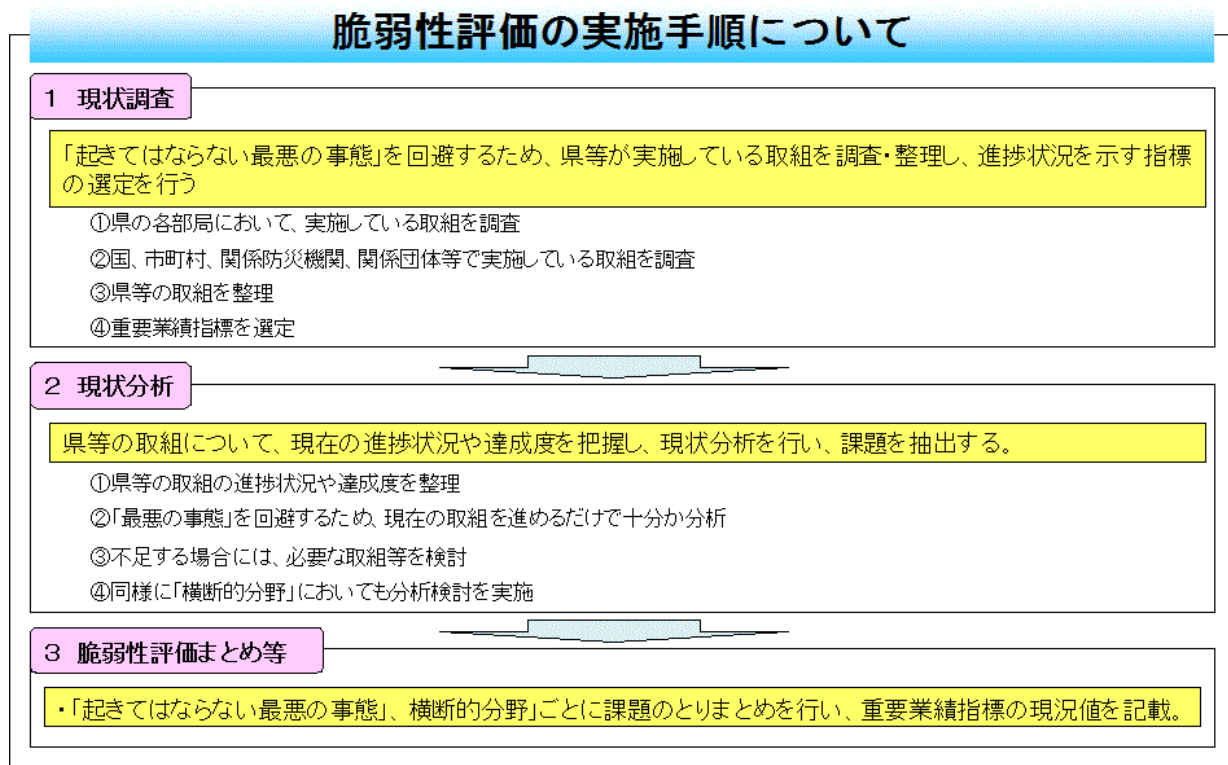 脆弱性評価の実施手順について
1 現状調査
「起きてはならない最悪の事態」を回避するため、県等が実施している取組を調査・整理し、進捗状況を示す指標
の選定を行う
①県の各部局において、実施している取組を調査
②国、市町村、関係防災機関、関係団体等で実施している取組を調査
③県等の取組を整理
④重要業績指標を選定
2 現状分析
県等の取組について、現在の進捗状況や達成度を把握し、現状分析を行い、課題を抽出する。
①県等の取組の進捗状況や達成度を整理
②「最悪の事態」を回避するため、現在の取組を進めるだけで十分か分析
③不足する場合には、必要な取組等を検討
④同様に「横断的分野」においても分析検討を実施
3 脆弱性評価まとめ等
・「起きてはならない最悪の事態」、横断的分野」ごとに課題のとりまとめを行い、重要業績指標の現況値を記載。